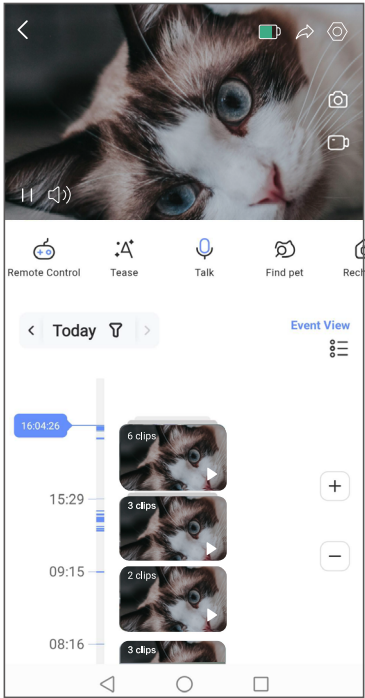 Remote Control
Tease
Talk
Find pet
Rech
Today
Event View
16:04:26
6 clips
15:29
3 clips
09:15
2 clips
08:16
3 clips